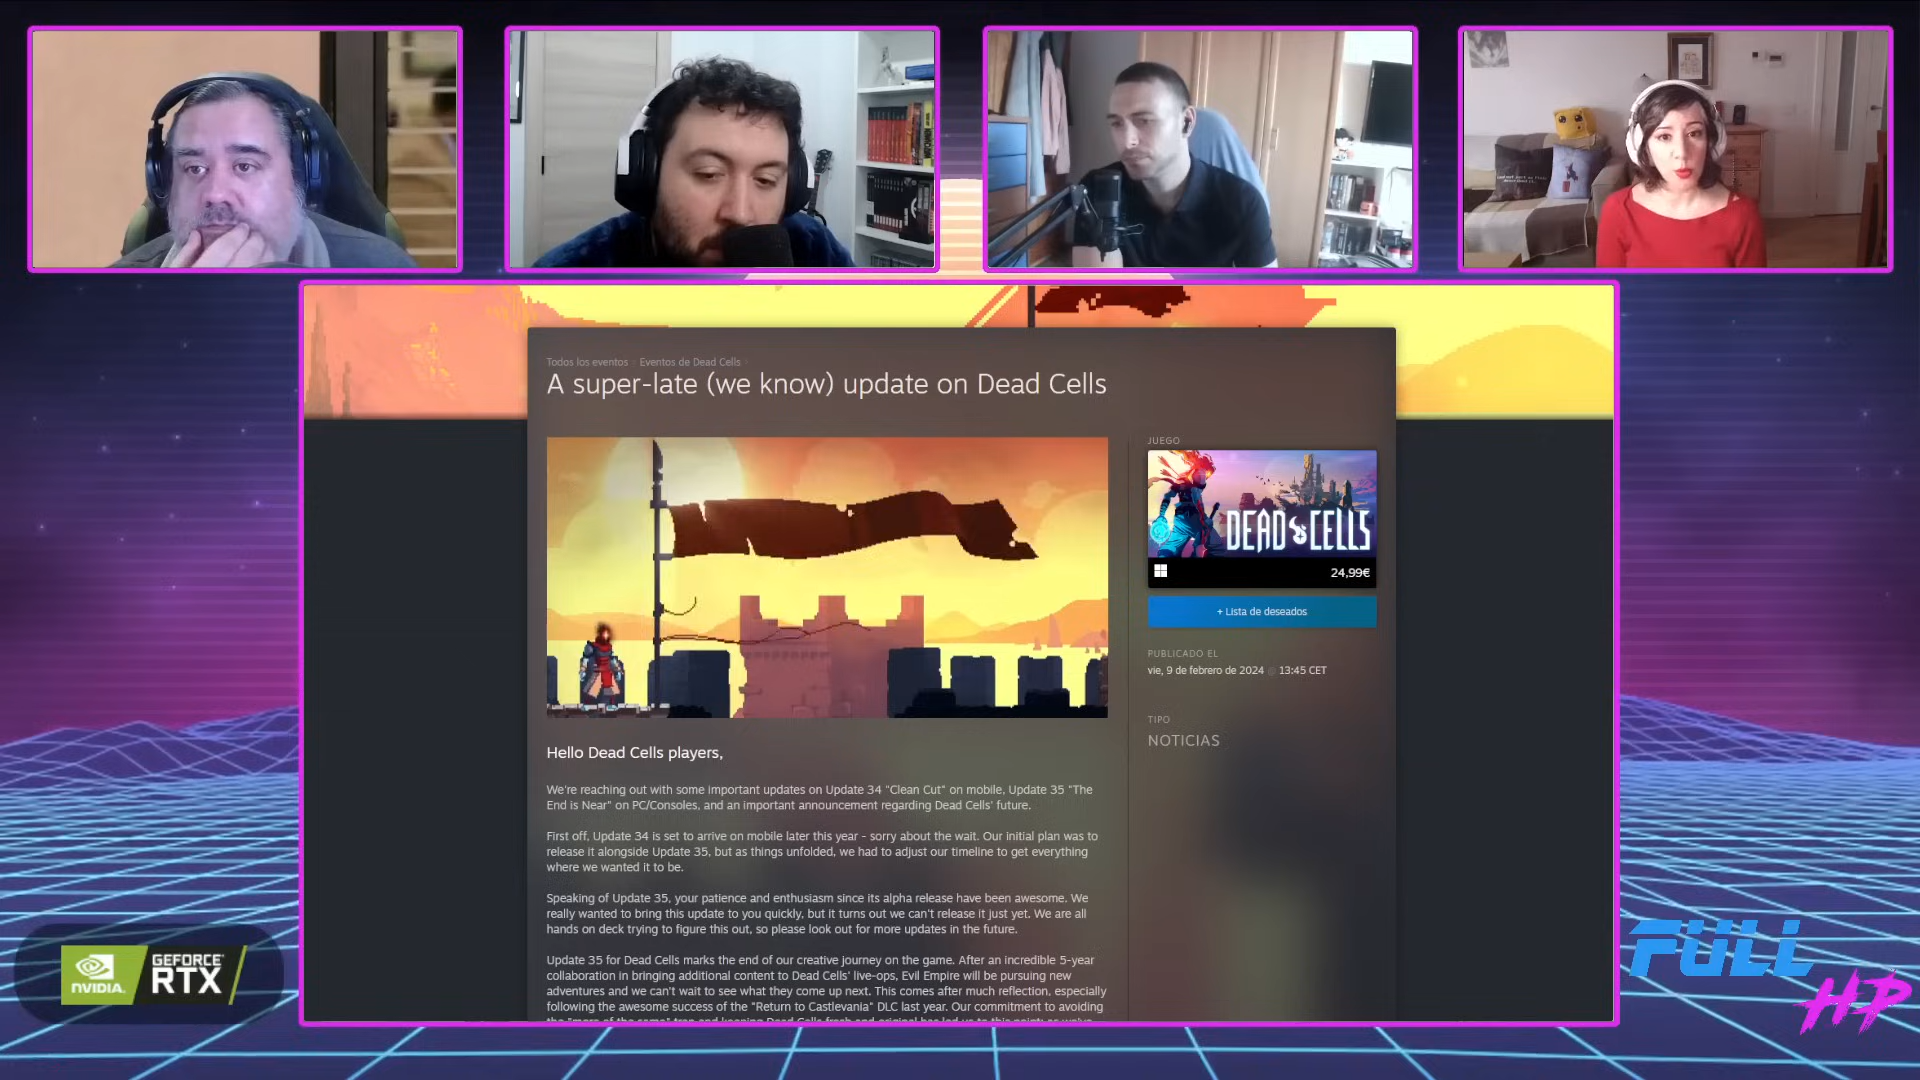 Todos los eventos Eventos de Dead Cells
A super-late (we know) update on Dead Cells
JUEGO
DEAD CELLS
24,99€
+ Lista de deseados
PUBLICADO EL
vie, 9 de febrero de 2024 @ 13:45 CET
TIPO
NOTICIAS
Hello Dead Cells players,
We're reaching out with some important updates on Update 34 "Clean Cut" on mobile, Update 35 "The
End is Near" on PC/Consoles, and an important announcement regarding Dead Cells' future.
First off, Update 34 is set to arrive on mobile later this year - sorry about the wait. Our initial plan was to
release it alongside Update 35, but as things unfolded, we had to adjust our timeline to get everything
where we wanted it to be.
Speaking of Update 35, your patience and enthusiasm since its alpha release have been awesome. We
really wanted to bring this update to you quickly, but it turns out we can't release it just yet. We are all
hands on deck trying to figure this out, so please look out for more updates in the future.
Update 35 for Dead Cells marks the end of our creative journey on the game. After an incredible 5-year
collaboration in bringing additional content to Dead Cells' live-ops, Evil Empire will be pursuing new
adventures and we can't wait to see what they come up next. This comes after much reflection, especially
following the awesome success of the "Return to Castlevania" DLC last year. Our commitment to avoiding
NVIDIA.
GEFORCE
RTX
FULL
HP